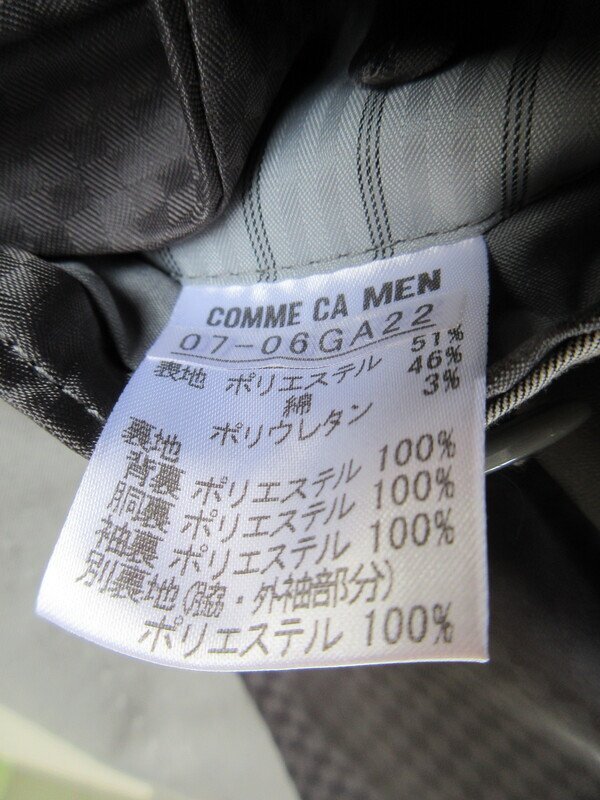 COMME CA MEN
07-06GA22
表地 ポリエステル 51%
綿 46%
ポリウレタン 3%
裏地
背裏 ポリエステル 100%
胴裏 ポリエステル 100%
袖裏 ポリエステル 100%
別裏地(脇・外袖部分)
ポリエステル 100%